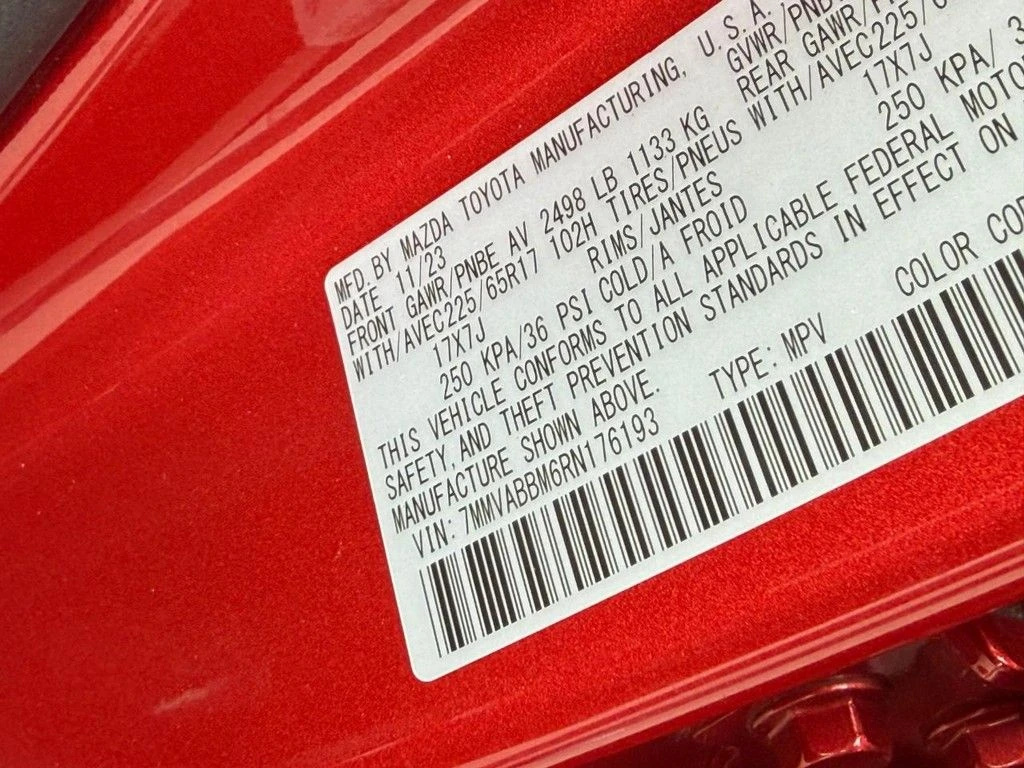 MFD. BY MAZDA TOYOTA MANUFACTURING, U.S.A.
DATE 11/23 GVWR/PNB
FRONT GAWR/PNBE AV 2498 LB 1133 KG REAR GAWR/
WITH/AVEC225/65R17 102H TIRES/PNEUS WITH/AVEC225/
17X7J RIMS/JANTES 17X7J
250 KPA/36 PSI COLD/A FROID 250 KPA/
THIS VEHICLE CONFORMS TO ALL APPLICABLE FEDERAL
SAFETY, AND THEFT PREVENTION STANDARDS IN EFFECT ON
MANUFACTURE SHOWN ABOVE.
VIN: 7MMVABBM6RN176193 TYPE: MPV COLOR